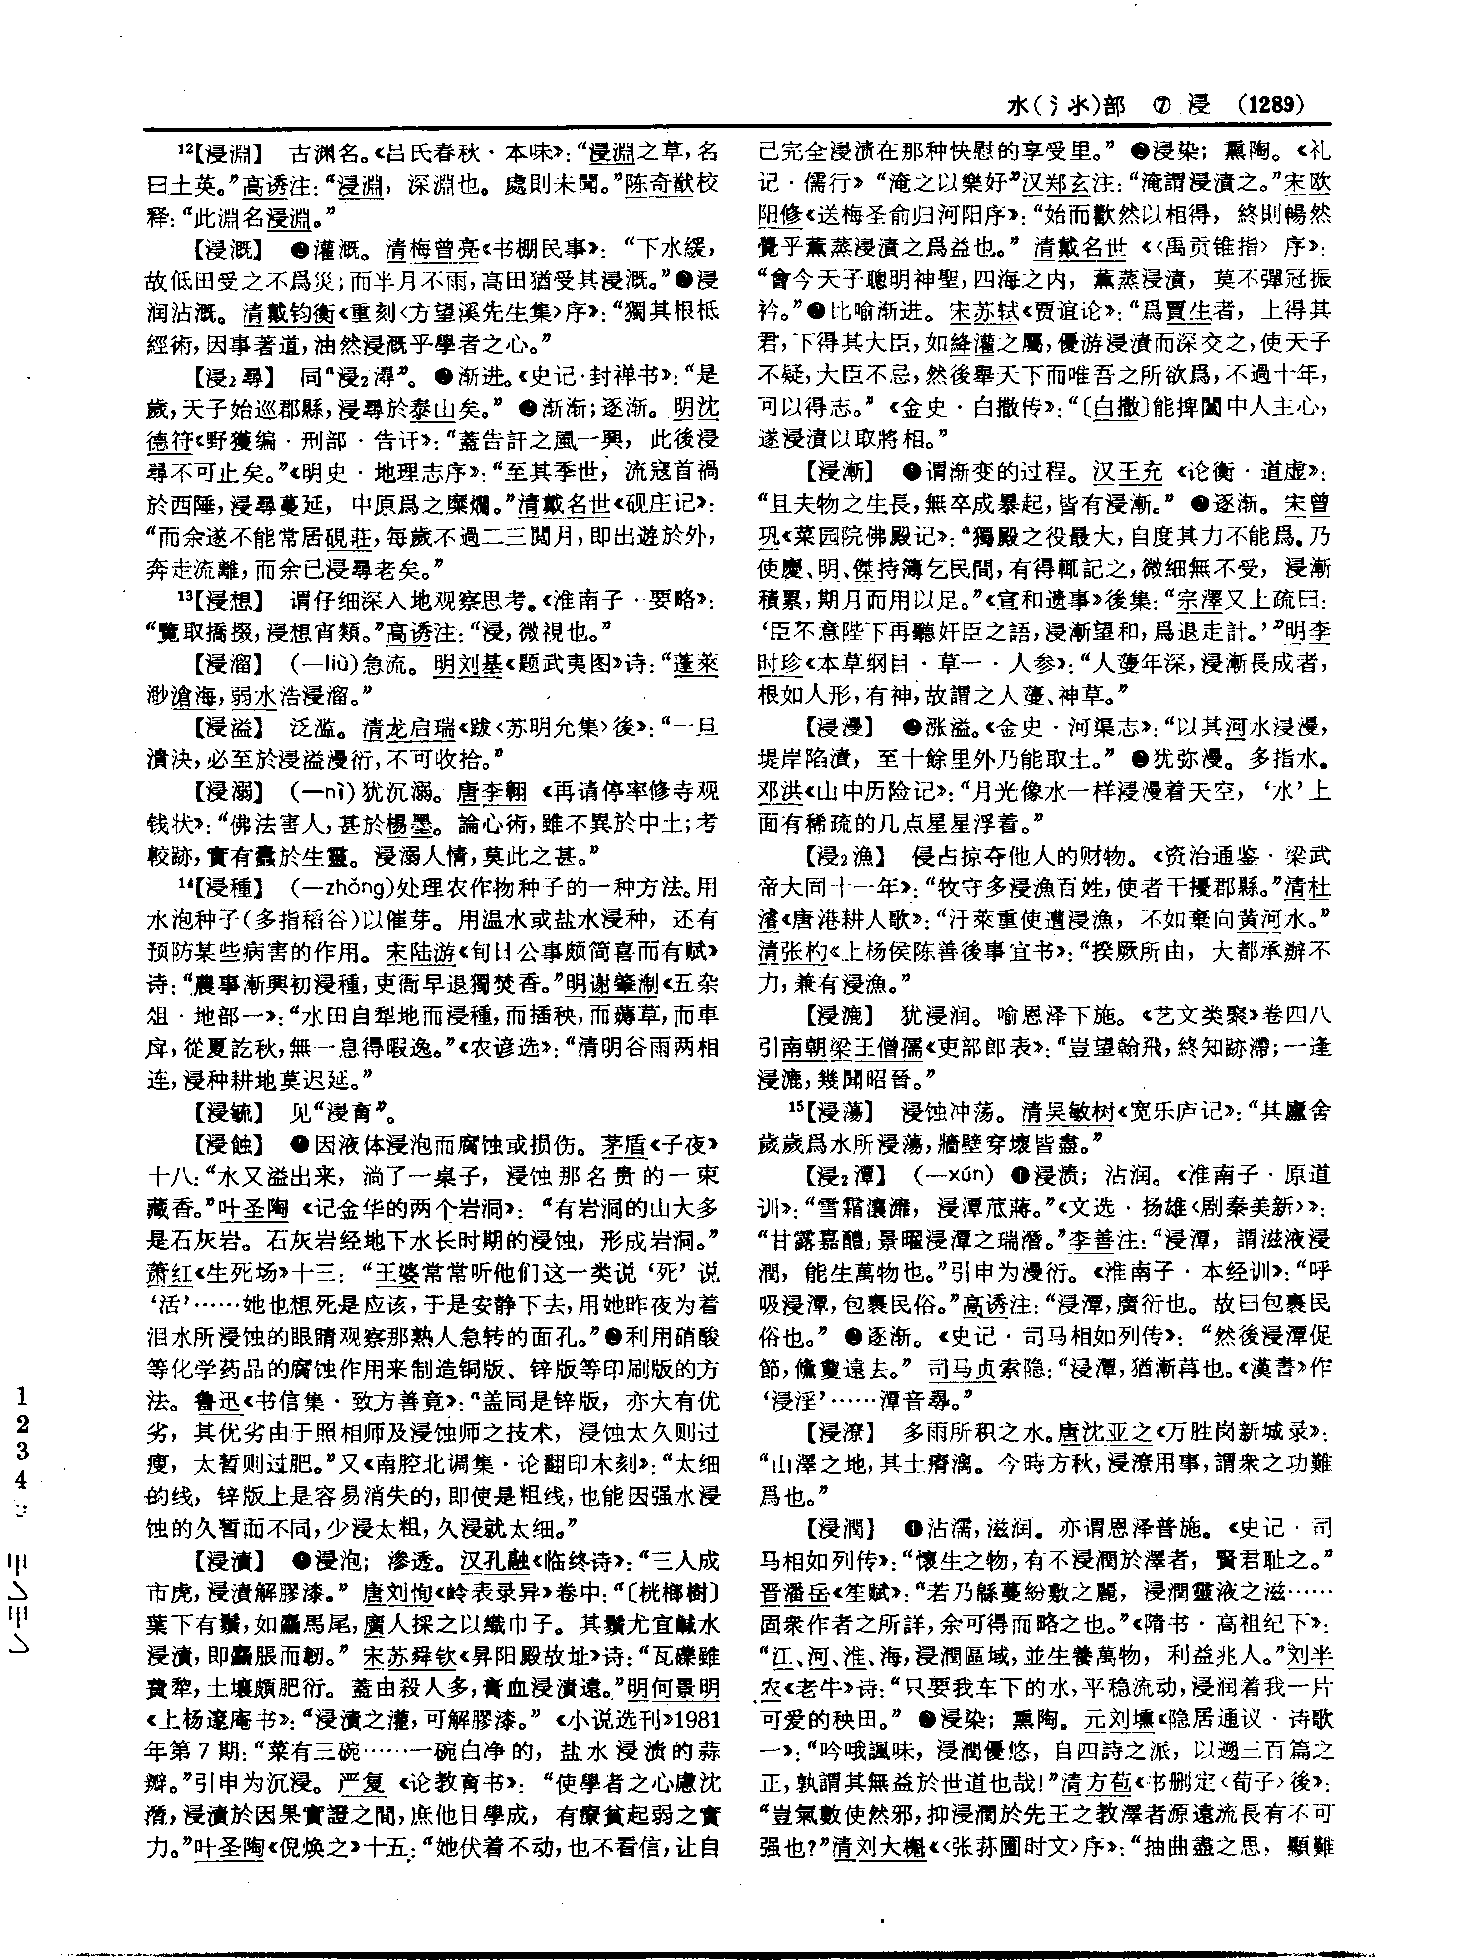 水(氵氺)部 ⑦ 浸 (1289)
12【浸淵】 古渊名。《吕氏春秋·本味》：“浸淵之草，名
曰土英。”高诱注：“浸淵，深淵也。處則未聞。”陈奇猷校
释：“此淵名浸淵。”
【浸溉】 ❶灌溉。清梅曾亮《书棚民事》：“下水緩，
故低田受之不爲災；而半月不雨，高田猶受其浸溉。”❷浸
润沾溉。清戴钧衡《重刻〈方望溪先生集〉序》：“獨其根柢
經術，因事著道，油然浸溉乎學者之心。”
【浸2尋】 同“浸2潯”。❶渐进。《史记·封禅书》：“是
歲，天子始巡郡縣，浸尋於泰山矣。” ❷渐渐；逐渐。明沈
德符《野獲编·刑部·告讦》：“蓋告訐之風一興，此後浸
尋不可止矣。”《明史·地理志序》：“至其季世，流寇首禍
於西陲，浸尋蔓延，中原爲之糜爛。”清戴名世《砚庄记》：
“而余遂不能常居硯莊，每歲不過二三閲月，即出遊於外，
奔走流離，而余已浸尋老矣。”
13【浸想】 谓仔细深入地观察思考。《淮南子·要略》：
“覽取撟掇，浸想宵類。”高诱注：“浸，微視也。”
【浸溜】 (—liù)急流。明刘基《题武夷图》诗：“蓬萊
渺滄海，弱水浩浸溜。”
【浸溢】 泛滥。清龙启瑞《跋〈苏明允集〉後》：“一旦
潰決，必至於浸溢漫衍，不可收拾。”
【浸溺】 (—nì)犹沉溺。唐李翱《再请停率修寺观
钱状》：“佛法害人，甚於楊墨。論心術，雖不異於中土；考
較跡，實有蠹於生靈。浸溺人情，莫此之甚。”
14【浸種】 (—zhǒng)处理农作物种子的一种方法。用
水泡种子(多指稻谷)以催芽。用温水或盐水浸种，还有
预防某些病害的作用。宋陆游《旬日公事颇简喜而有赋》
诗：“農事漸興初浸種，吏衙早退獨焚香。”明谢肇淛《五杂
俎·地部一》：“水田自犁地而浸種，而插秧，而薅草，而車
戽，從夏訖秋，無一息得暇逸。”《农谚选》：“清明谷雨两相
连，浸种耕地莫迟延。”
【浸毓】 见“浸育”。
【浸蝕】 ❶因液体浸泡而腐蚀或损伤。茅盾《子夜》
十八：“水又溢出来，淌了一桌子，浸蚀那名贵的一束
藏香。”叶圣陶《记金华的两个岩洞》：“有岩洞的山大多
是石灰岩。石灰岩经地下水长时期的浸蚀，形成岩洞。”
萧红《生死场》十三：“王婆常常听他们这一类说‘死’说
‘活’……她也想死是应该，于是安静下去，用她昨夜为着
泪水所浸蚀的眼睛观察那熟人急转的面孔。”❷利用硝酸
等化学药品的腐蚀作用来制造铜版、锌版等印刷版的方
法。鲁迅《书信集·致方善竟》：“盖同是锌版，亦大有优
劣，其优劣由于照相师及浸蚀师之技术，浸蚀太久则过
瘦，太暂则过肥。”又《南腔北调集·论翻印木刻》：“太细
的线，锌版上是容易消失的，即使是粗线，也能因强水浸
蚀的久暂而不同，少浸太粗，久浸就太细。”
【浸漬】 ❶浸泡；渗透。汉孔融《临终诗》：“三人成
市虎，浸漬解膠漆。”唐刘恂《岭表录异》卷中：“〔桄榔樹〕
葉下有鬚，如麤馬尾，廣人採之以織巾子。其鬚尤宜鹹水
浸漬，即麤脹而韌。”宋苏舜钦《昇阳殿故址》诗：“瓦礫雖
費犂，土壤頗肥衍。蓋由殺人多，膏血浸漬遠。”明何景明
《上杨邃庵书》：“浸漬之灌，可解膠漆。”《小说选刊》1981
年第7期：“菜有三碗……一碗白净的，盐水浸渍的蒜
瓣。”引申为沉浸。严复《论教育书》：“使學者之心慮沈
潛，浸漬於因果實證之間，庶他日學成，有療貧起弱之實
力。”叶圣陶《倪焕之》十五：“她伏着不动，也不看信，让自
己完全浸渍在那种快慰的享受里。” ❷浸染；熏陶。《礼
记·儒行》“淹之以樂好”汉郑玄注：“淹謂浸漬之。”宋欧
阳修《送梅圣俞归河阳序》：“始而歡然以相得，終則暢然
覺乎薰蒸浸漬之爲益也。”清戴名世《〈禹贡锥指〉序》：
“會今天子聰明神聖，四海之内，薰蒸浸漬，莫不彈冠振
衿。”❸比喻渐进。宋苏轼《贾谊论》：“爲賈生者，上得其
君，下得其大臣，如絳灌之屬，優游浸漬而深交之，使天子
不疑，大臣不忌，然後舉天下而唯吾之所欲爲，不過十年，
可以得志。”《金史·白撒传》：“〔白撒〕能捭闔中人主心，
遂浸漬以取將相。”
【浸漸】 ❶谓渐变的过程。汉王充《论衡·道虚》：
“且夫物之生長，無卒成暴起，皆有浸漸。” ❷逐渐。宋曾
巩《菜园院佛殿记》：“獨殿之役最大，自度其力不能爲。乃
使慶、明、傑持簿乞民間，有得輒記之，微細無不受，浸漸
積累，期月而用以足。”《宣和遗事》後集：“宗澤又上疏曰：
‘臣不意陛下再聽奸臣之語，浸漸望和，爲退走計。’”明李
时珍《本草纲目·草一·人参》：“人薓年深，浸漸長成者，
根如人形，有神，故謂之人薓、神草。”
【浸漫】 ❶涨溢。《金史·河渠志》：“以其河水浸漫，
堤岸陷潰，至十餘里外乃能取土。” ❷犹弥漫。多指水。
邓洪《山中历险记》：“月光像水一样浸漫着天空，‘水’上
面有稀疏的几点星星浮着。”
【浸2漁】 侵占掠夺他人的财物。《资治通鉴·梁武
帝大同十一年》：“牧守多浸漁百姓，使者干擾郡縣。”清杜
濬《唐港耕人歌》：“汙萊重使遭浸漁，不如棄向黄河水。”
清张杓《上杨侯陈善後事宜书》：“揆厥所由，大都承辦不
力，兼有浸漁。”
【浸漉】 犹浸润。喻恩泽下施。《艺文类聚》卷四八
引南朝梁王僧孺《吏部郎表》：“豈望翰飛，終知跡滯；一逢
浸漉，幾聞昭晉。”
15【浸蕩】 浸蚀冲荡。清吴敏树《宽乐庐记》：“其廬舍
歲歲爲水所浸蕩，牆壁穿壞皆盡。”
【浸2潭】 (—xún) ❶浸渍；沾润。《淮南子·原道
训》：“雪霜瀼灖，浸潭苽蔣。”《文选·扬雄〈剧秦美新〉》：
“甘露嘉醴，景曜浸潭之瑞潛。”李善注：“浸潭，謂滋液浸
潤，能生萬物也。”引申为漫衍。《淮南子·本经训》：“呼
吸浸潭，包裹民俗。”高诱注：“浸潭，廣衍也。故曰包裹民
俗也。” ❷逐渐。《史记·司马相如列传》：“然後浸潭促
節，儵夐遠去。”司马贞索隐：“浸潭，猶漸苒也。《漢書》作
‘浸淫’……潭音尋。”
【浸潦】 多雨所积之水。唐沈亚之《万胜岗新城录》：
“山澤之地，其土瘠漓。今時方秋，浸潦用事，謂衆之功難
爲也。”
【浸潤】 ❶沾濡，滋润。亦谓恩泽普施。《史记·司
马相如列传》：“懷生之物，有不浸潤於澤者，賢君耻之。”
晋潘岳《笙赋》：“若乃緜蔓紛敷之麗，浸潤靈液之滋……
固衆作者之所詳，余可得而略之也。”《隋书·高祖纪下》：
“江、河、淮、海，浸潤區域，並生養萬物，利益兆人。”刘半
农《老牛》诗：“只要我车下的水，平稳流动，浸润着我一片
可爱的秧田。” ❷浸染；熏陶。元刘壎《隐居通议·诗歌
一》：“吟哦諷味，浸潤優悠，自四詩之派，以遡三百篇之
正，孰謂其無益於世道也哉！”清方苞《书删定〈荀子〉後》：
“豈氣數使然邪，抑浸潤於先王之教澤者源遠流長有不可
强也？”清刘大櫆《〈张荪圃时文〉序》：“抽曲盡之思，顯難
1
2
3
4